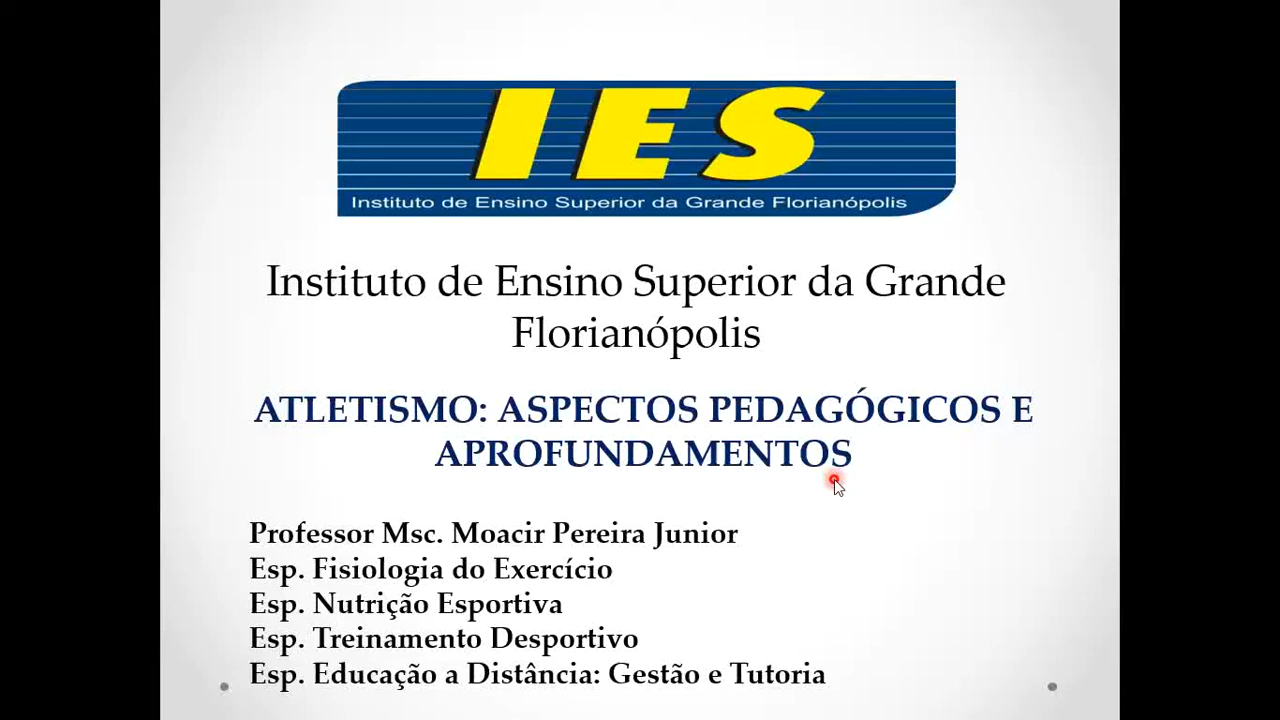 IES
Instituto de Ensino Superior da Grande Florianópolis
Instituto de Ensino Superior da Grande
Florianópolis
ATLETISMO: ASPECTOS PEDAGÓGICOS E
APROFUNDAMENTOS
Professor Msc. Moacir Pereira Junior
Esp. Fisiologia do Exercício
Esp. Nutrição Esportiva
Esp. Treinamento Desportivo
Esp. Educação a Distância: Gestão e Tutoria